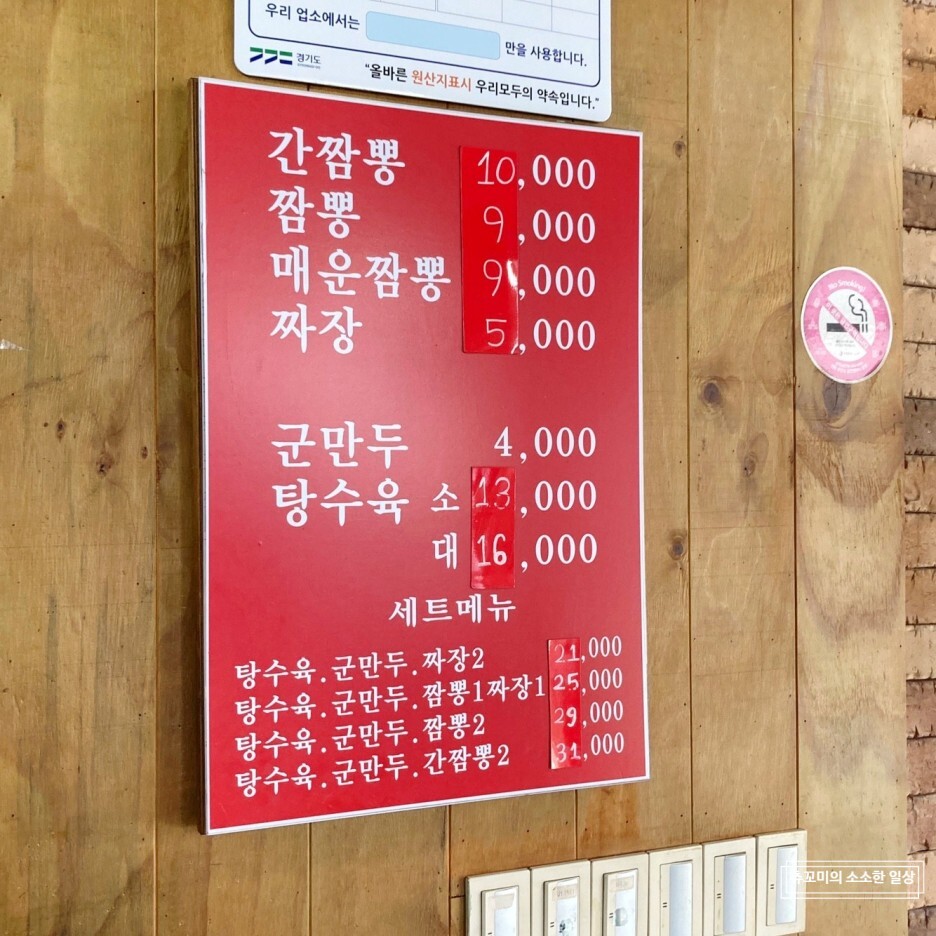 우리 업소에서는 만을 사용합니다.
경기도
"올바른 원산지표시 우리모두의 약속입니다."
간짬뽕 10,000
짬뽕 9,000
매운짬뽕 9,000
짜장 5,000
군만두 4,000
탕수육 소 13,000
대 16,000
세트메뉴
탕수육.군만두.짜장2 21,000
탕수육.군만두.짬뽕1짜장1 25,000
탕수육.군만두.짬뽕2 29,000
탕수육.군만두.간짬뽕2 31,000
No Smoking!
꼬미의 소소한 일상